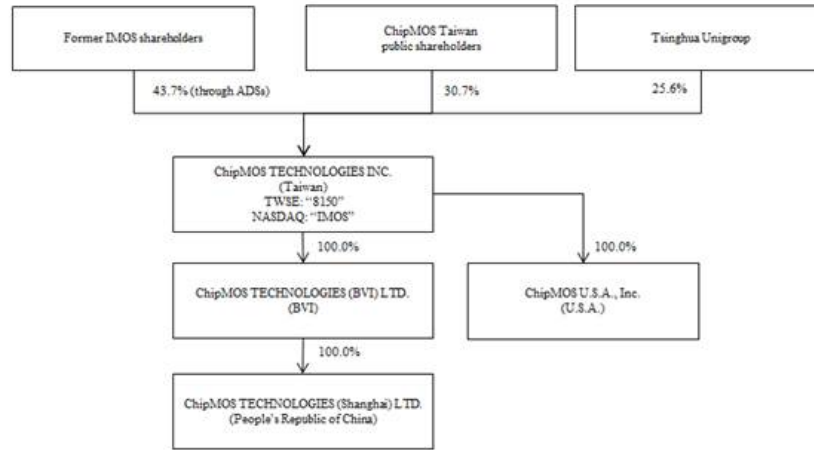 Former IMOS shareholders
ChipMOS Taiwan
public shareholders
Tsinghua Unigroup
43.7% (through ADSs)
30.7%
25.6%
ChipMOS TECHNOLOGIES INC.
(Taiwan)
TWSE: “8150”
NASDAQ: “IMOS”
100.0%
100.0%
ChipMOS TECHNOLOGIES (BVI) LTD.
(BVI)
ChipMOS U.S.A., Inc.
(U.S.A.)
100.0%
ChipMOS TECHNOLOGIES (Shanghai) LTD.
(People’s Republic of China)